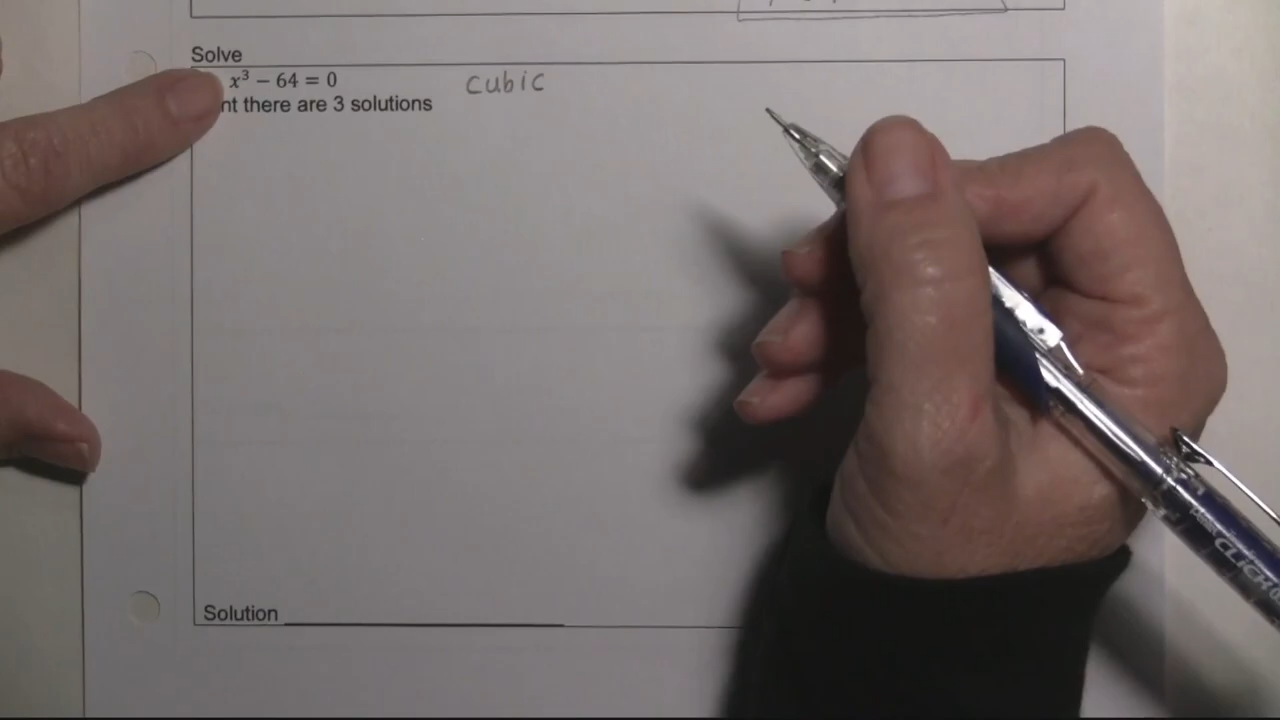 Solve
x³ − 64 = 0 cubic
nt there are 3 solutions
Solution
CLiCK